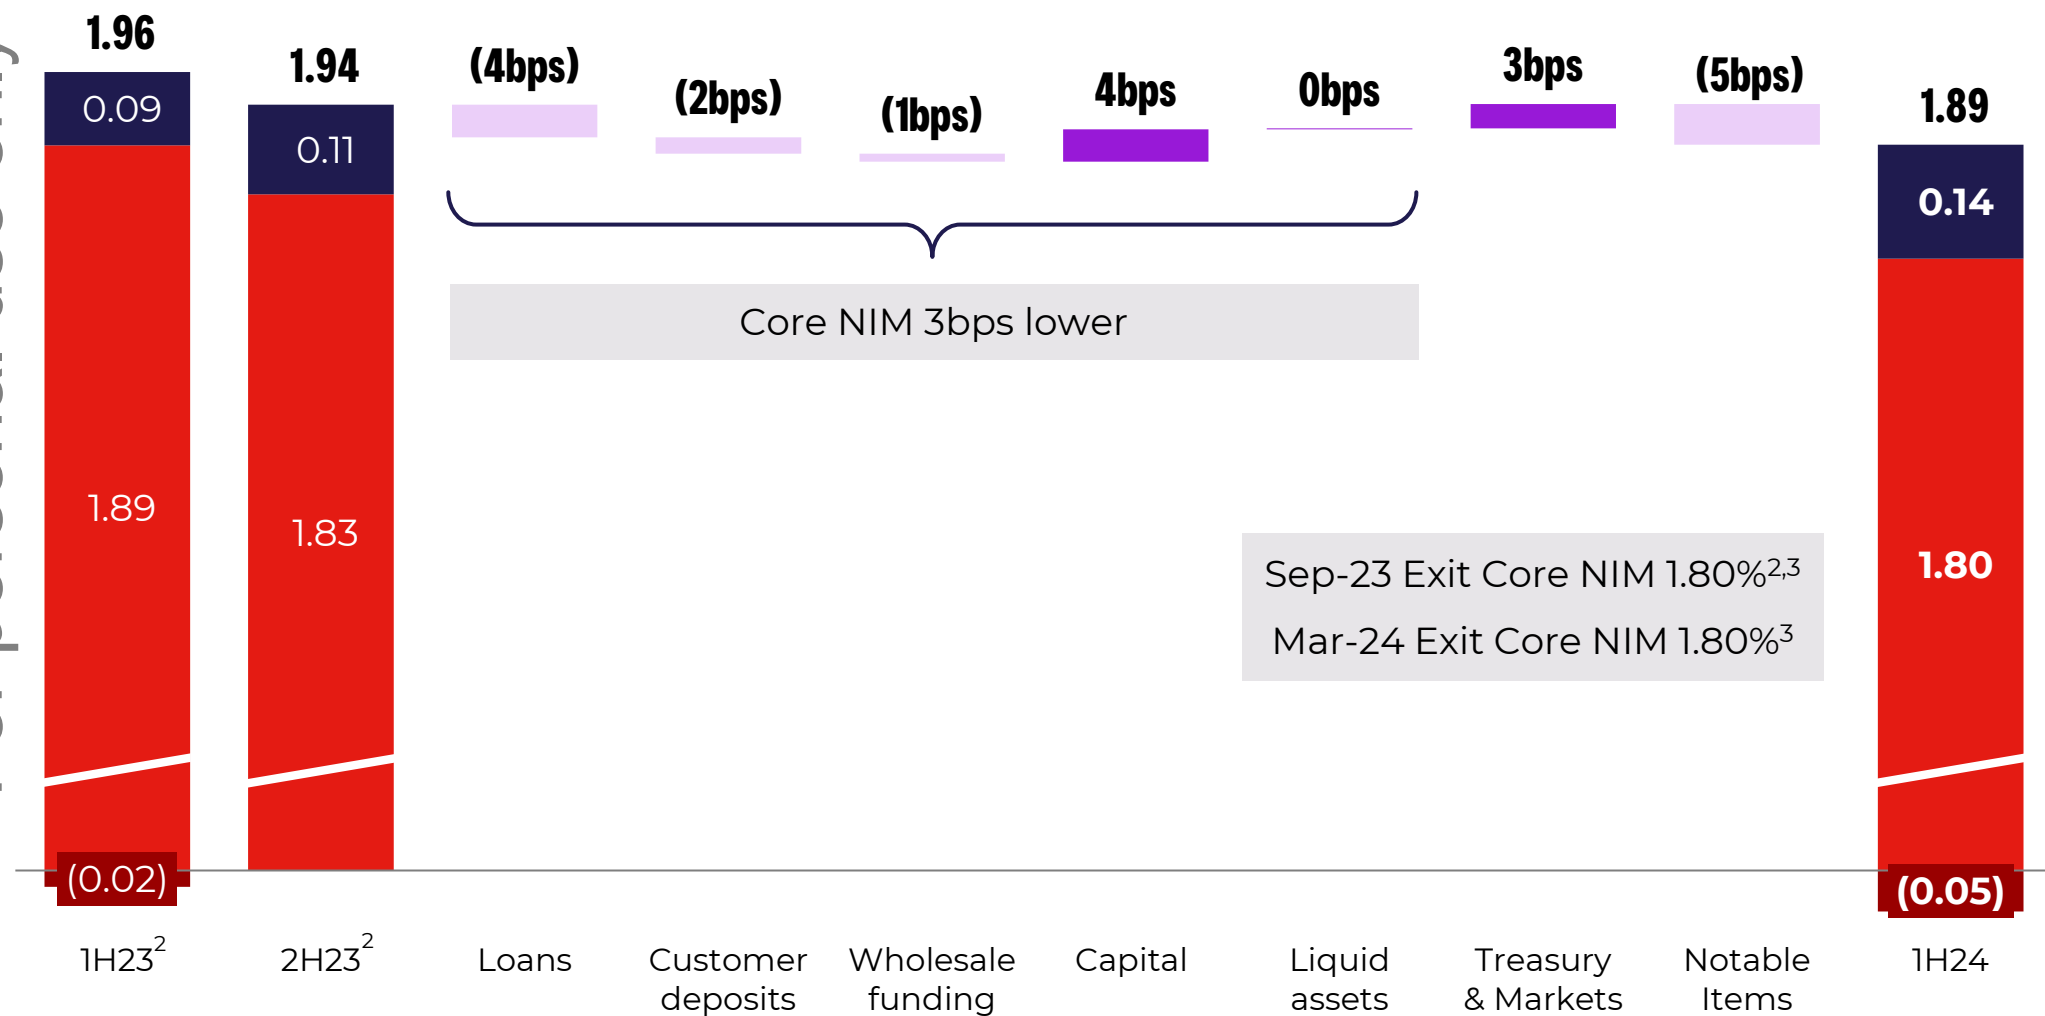 1.96
0.09
1.89
(0.02)
1H23²
1.94
0.11
1.83
2H23²
(4bps)
Loans
(2bps)
Customer
deposits
(1bps)
Wholesale
funding
4bps
Capital
0bps
Liquid
assets
3bps
Treasury
& Markets
(5bps)
Notable
Items
Core NIM 3bps lower
Sep-23 Exit Core NIM 1.80%²,³
Mar-24 Exit Core NIM 1.80%³
1.89
0.14
1.80
(0.05)
1H24